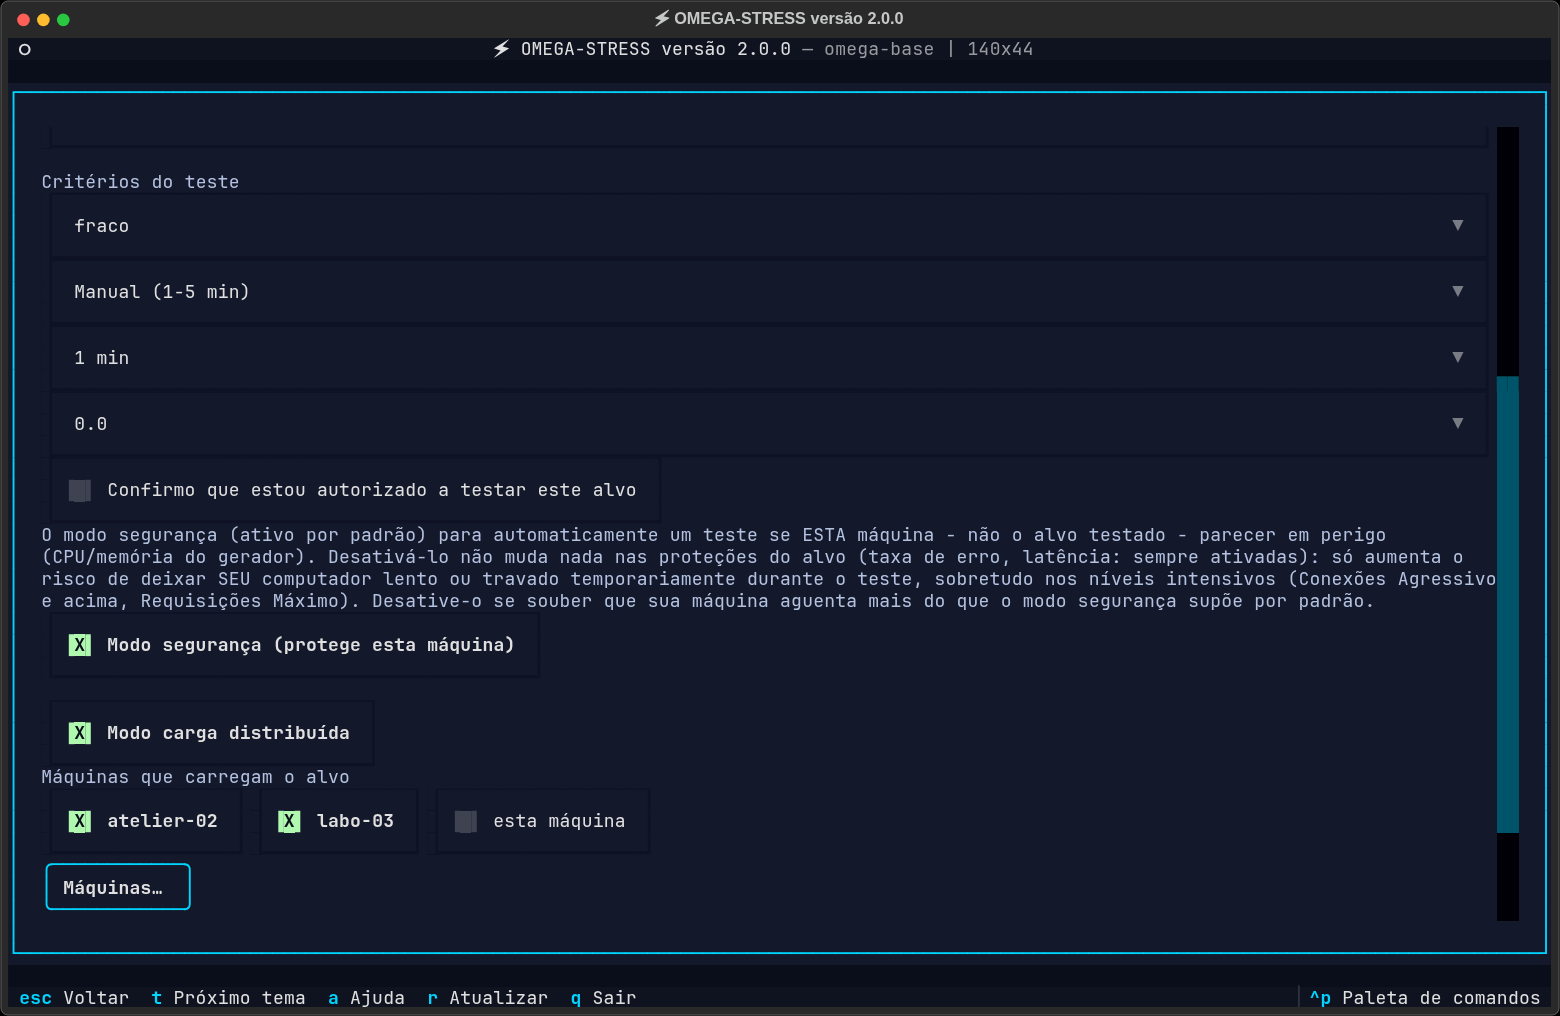 ⚡ OMEGA-STRESS versão 2.0.0
⚡ OMEGA-STRESS versão 2.0.0 — omega-base | 140x44
Critérios do teste
fraco ▼
Manual (1-5 min) ▼
1 min ▼
0.0 ▼
Confirmo que estou autorizado a testar este alvo
O modo segurança (ativo por padrão) para automaticamente um teste se ESTA máquina - não o alvo testado - parecer em perigo
(CPU/memória do gerador). Desativá-lo não muda nada nas proteções do alvo (taxa de erro, latência: sempre ativadas): só aumenta o
risco de deixar SEU computador lento ou travado temporariamente durante o teste, sobretudo nos níveis intensivos (Conexões Agressivo
e acima, Requisições Máximo). Desative-o se souber que sua máquina aguenta mais do que o modo segurança supõe por padrão.
X Modo segurança (protege esta máquina)
X Modo carga distribuída
Máquinas que carregam o alvo
X atelier-02 X labo-03 esta máquina
Máquinas…
esc Voltar t Próximo tema a Ajuda r Atualizar q Sair ^p Paleta de comandos